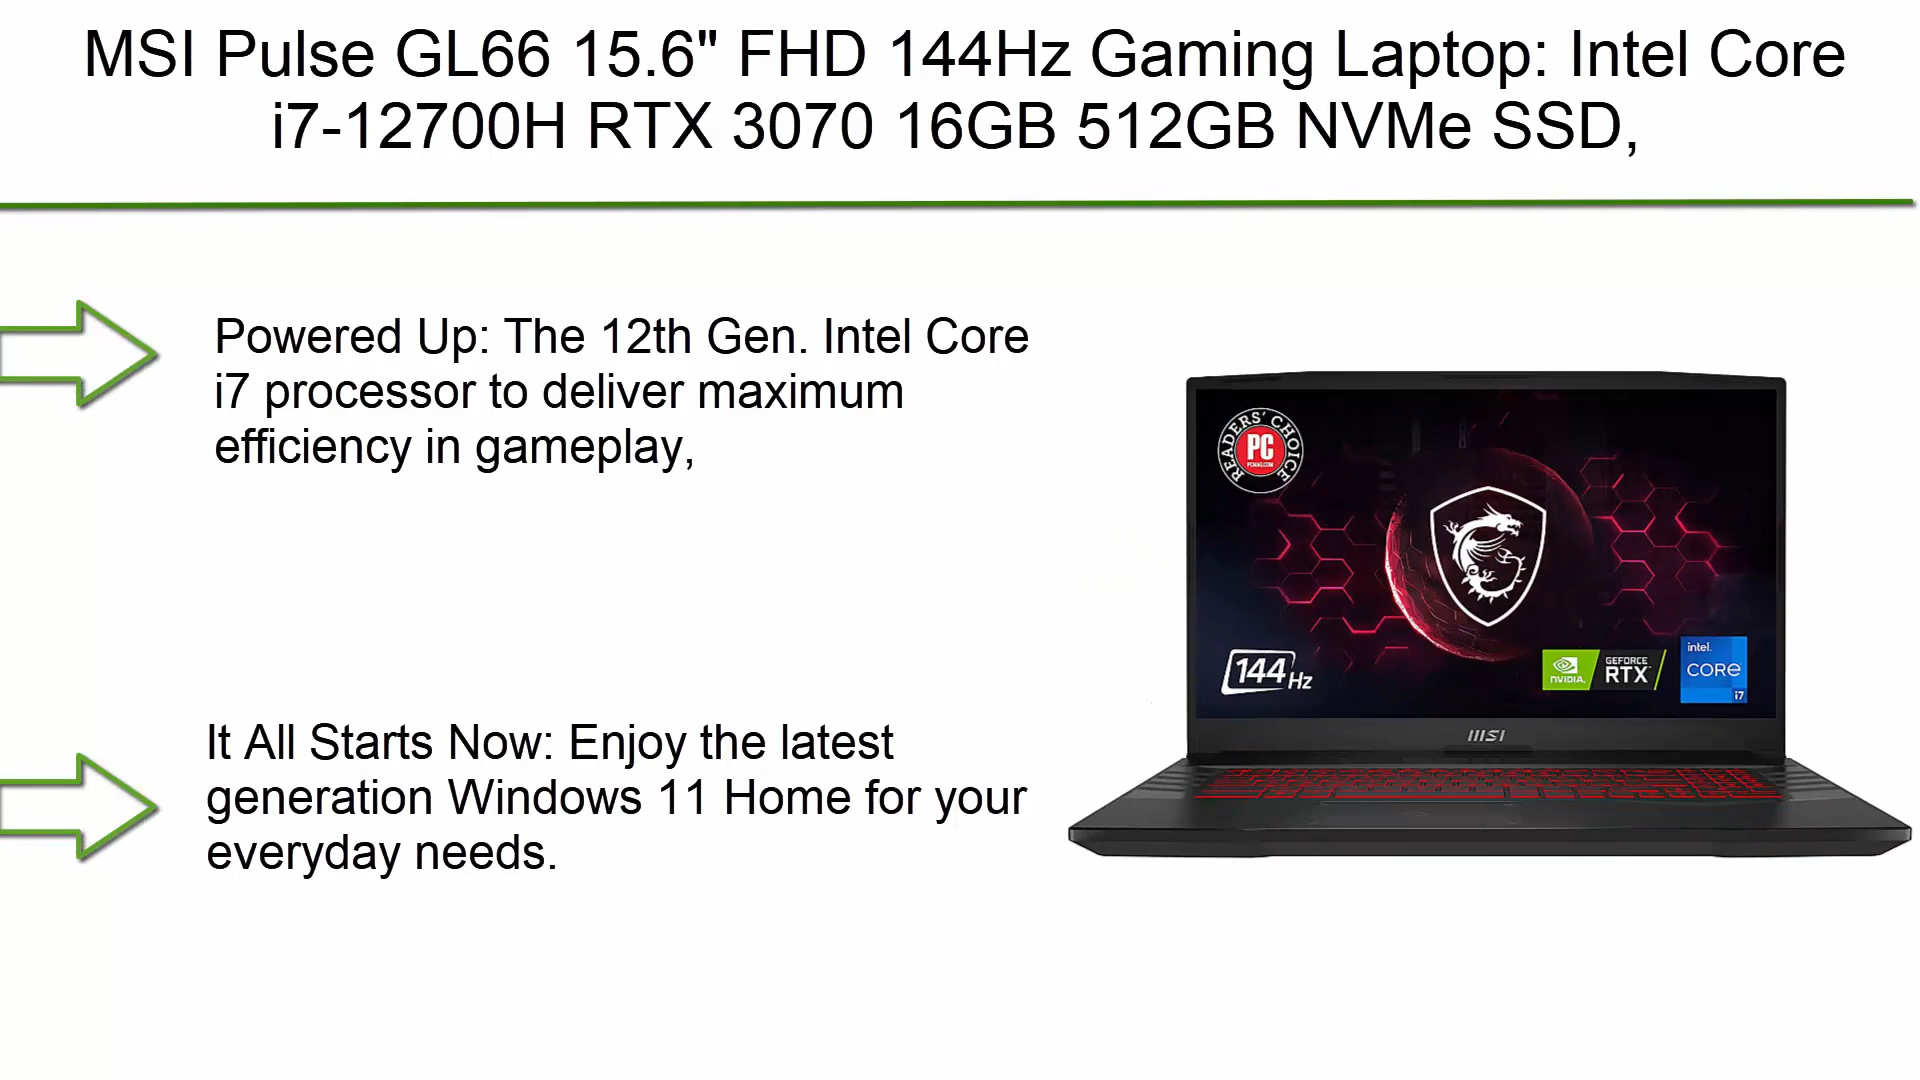 MSI Pulse GL66 15.6" FHD 144Hz Gaming Laptop: Intel Core
i7-12700H RTX 3070 16GB 512GB NVMe SSD,
Powered Up: The 12th Gen. Intel Core
i7 processor to deliver maximum
efficiency in gameplay,
READERS' CHOICE
PC
PCMAG.COM
144Hz
NVIDIA.
GEFORCE
RTX
intel.
CORE
i7
msi
It All Starts Now: Enjoy the latest
generation Windows 11 Home for your
everyday needs.